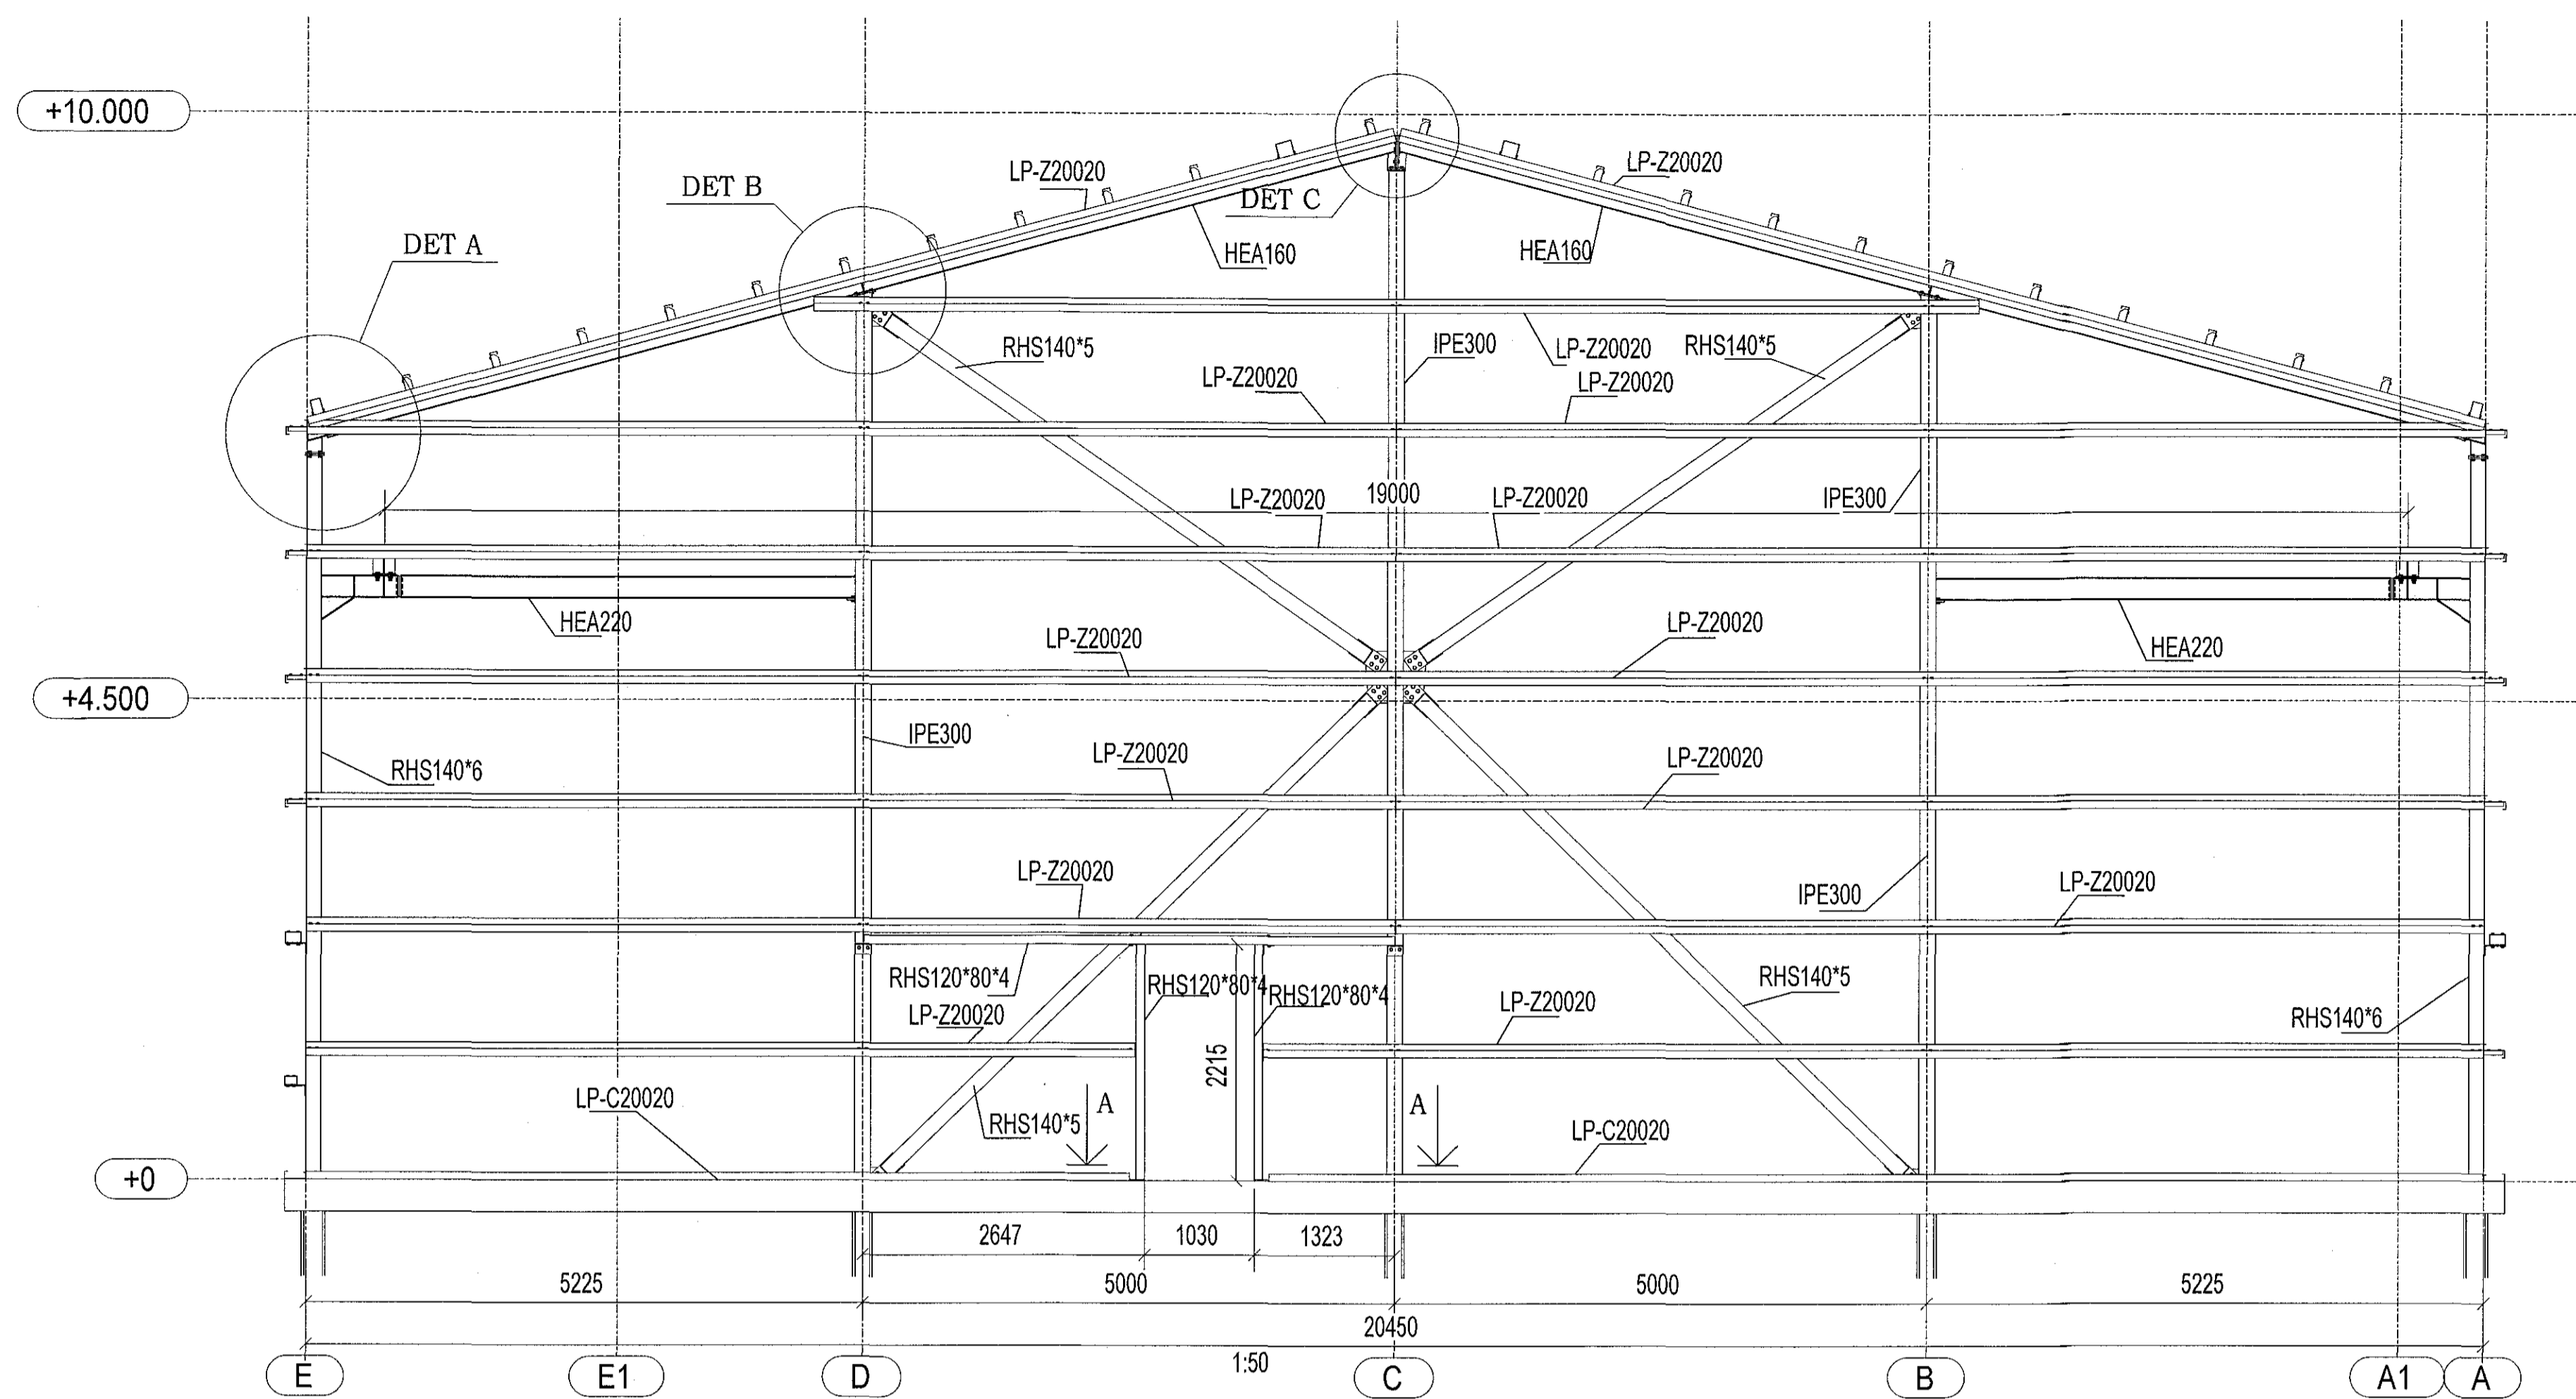 +10.000
LP-Z20020
LP-Z20020
DET B
DET C
DET A
HEA160
HEA160
RHS140*5
IPE300
LP-Z20020
RHS140*5
LP-Z20020
LP-Z20020
19000
LP-Z20020
LP-Z20020
IPE300
HEA220
LP-Z20020
LP-Z20020
HEA220
+4.500
IPE300
RHS140*6
LP-Z20020
LP-Z20020
LP-Z20020
IPE300
LP-Z20020
RHS120*80*4
RHS120*80*4
RHS120*80*4
RHS140*5
LP-Z20020
LP-Z20020
RHS140*6
2215
LP-C20020
A
A
RHS140*5
LP-C20020
+0
2647
1030
1323
5225
5000
5000
5225
20450
1:50
E
E1
D
C
B
A1
A